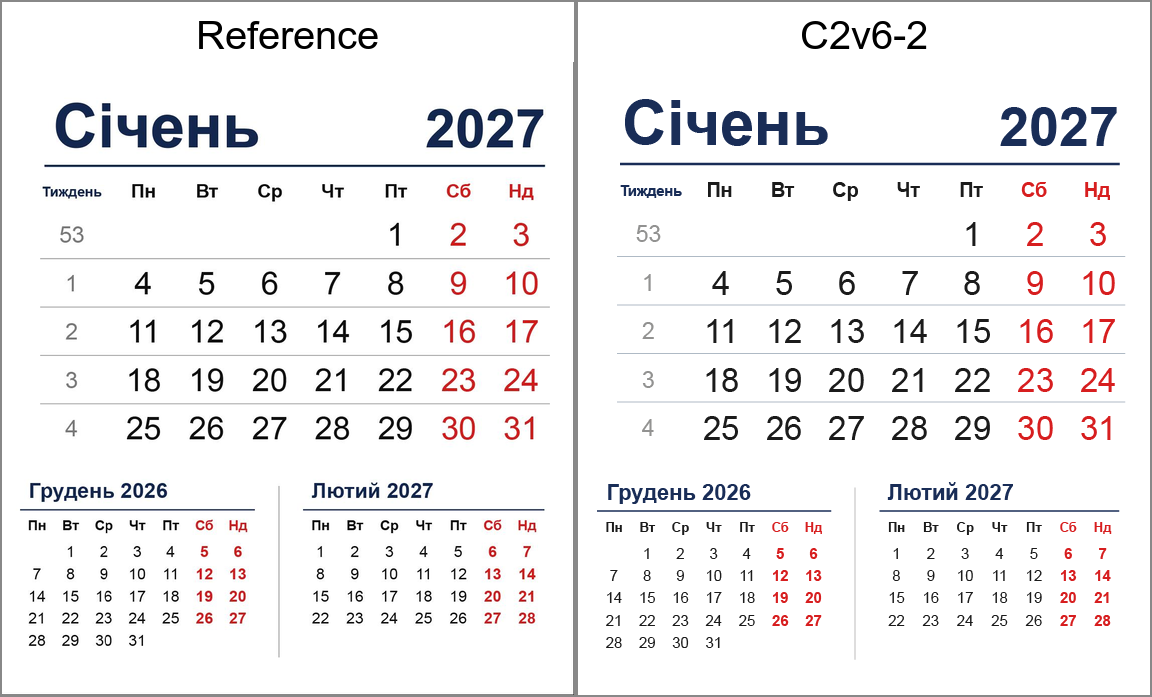 Reference
Січень 2027
Тиждень Пн Вт Ср Чт Пт Сб Нд
53 1 2 3
1 4 5 6 7 8 9 10
2 11 12 13 14 15 16 17
3 18 19 20 21 22 23 24
4 25 26 27 28 29 30 31
Грудень 2026
Пн Вт Ср Чт Пт Сб Нд
1 2 3 4 5 6
7 8 9 10 11 12 13
14 15 16 17 18 19 20
21 22 23 24 25 26 27
28 29 30 31
Лютий 2027
Пн Вт Ср Чт Пт Сб Нд
1 2 3 4 5 6 7
8 9 10 11 12 13 14
15 16 17 18 19 20 21
22 23 24 25 26 27 28
C2v6-2
Січень 2027
Тиждень Пн Вт Ср Чт Пт Сб Нд
53 1 2 3
1 4 5 6 7 8 9 10
2 11 12 13 14 15 16 17
3 18 19 20 21 22 23 24
4 25 26 27 28 29 30 31
Грудень 2026
Пн Вт Ср Чт Пт Сб Нд
1 2 3 4 5 6
7 8 9 10 11 12 13
14 15 16 17 18 19 20
21 22 23 24 25 26 27
28 29 30 31
Лютий 2027
Пн Вт Ср Чт Пт Сб Нд
1 2 3 4 5 6 7
8 9 10 11 12 13 14
15 16 17 18 19 20 21
22 23 24 25 26 27 28